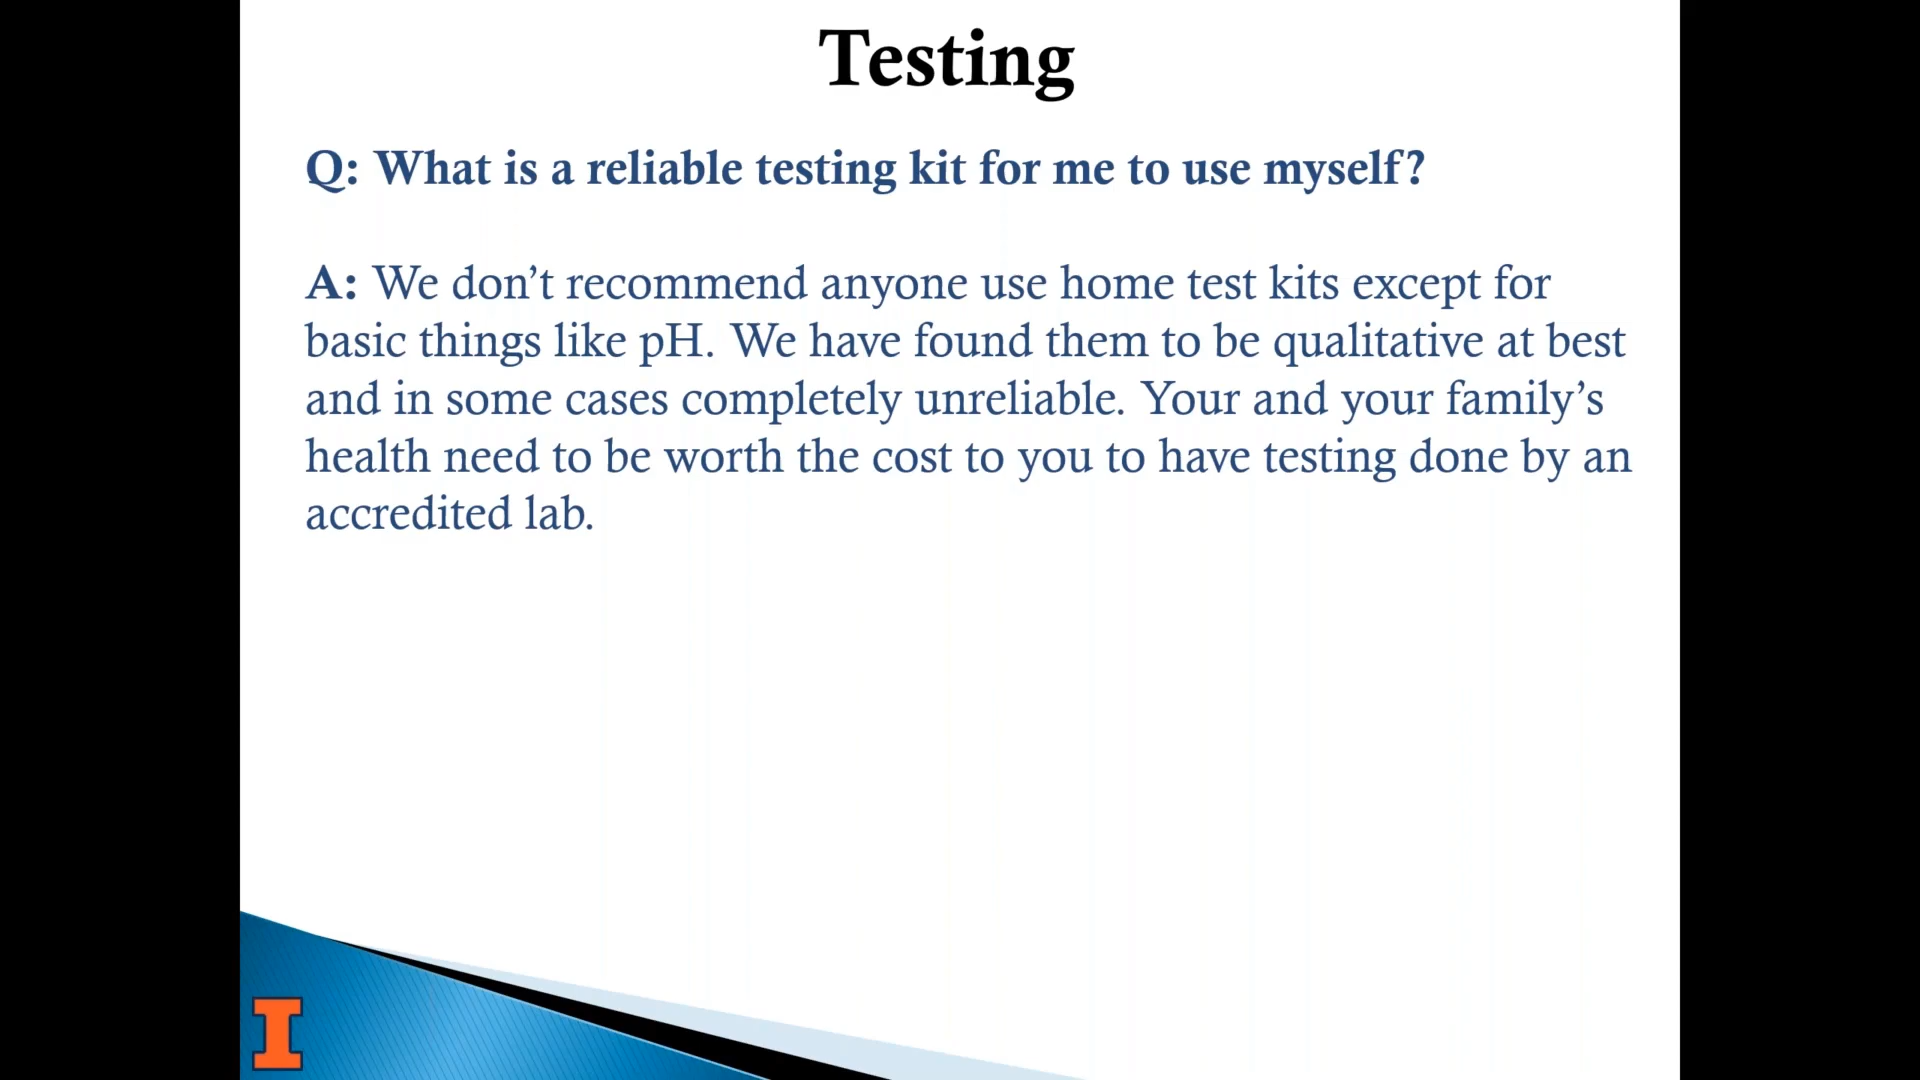 Testing
Q: What is a reliable testing kit for me to use myself?
A: We don’t recommend anyone use home test kits except for
basic things like pH. We have found them to be qualitative at best
and in some cases completely unreliable. Your and your family’s
health need to be worth the cost to you to have testing done by an
accredited lab.
I